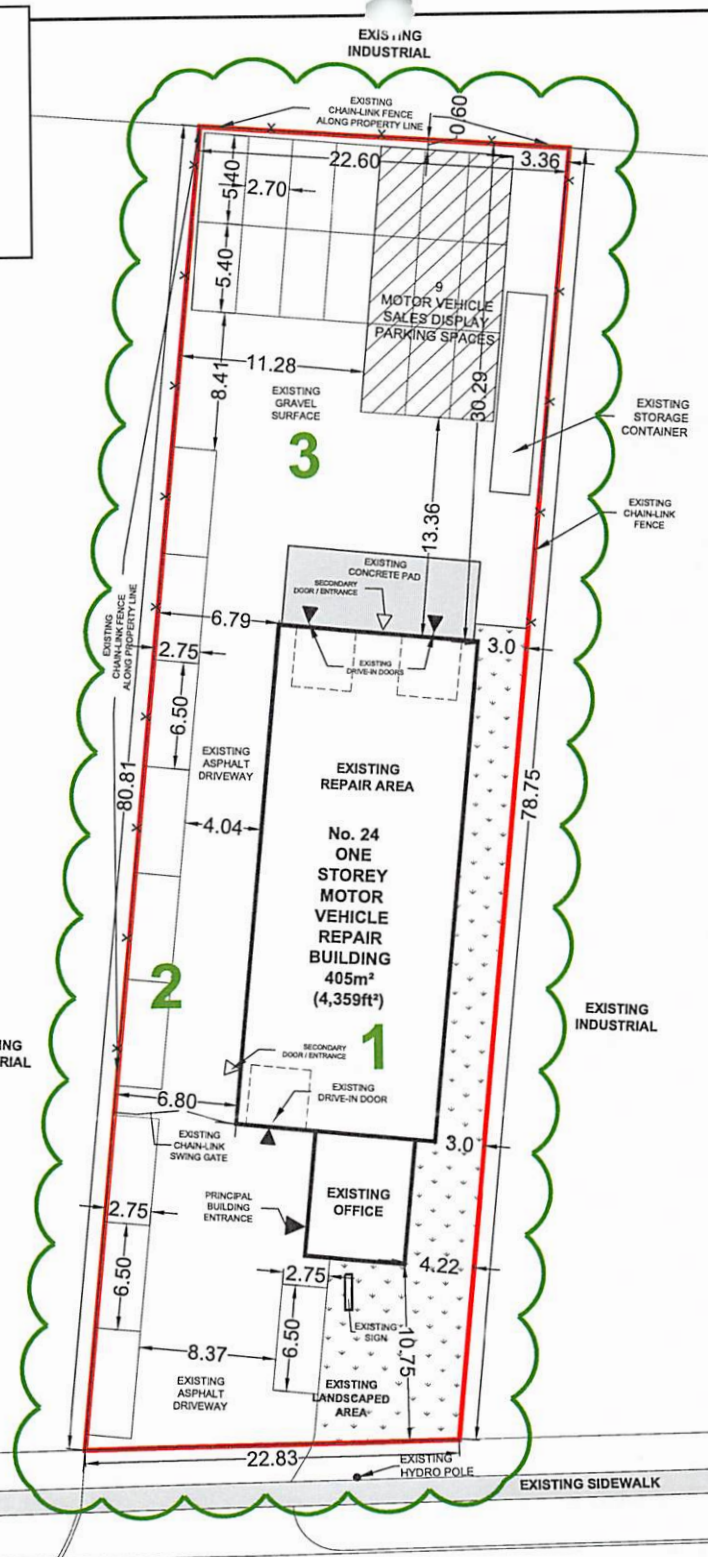 EXISTING
INDUSTRIAL
EXISTING
CHAIN-LINK FENCE
ALONG PROPERTY LINE
0.60
22.60
3.36
5.40
2.70
5.40
9
MOTOR VEHICLE
SALES DISPLAY
PARKING SPACES
11.28
8.41
30.29
EXISTING
GRAVEL
SURFACE
EXISTING
STORAGE
CONTAINER
3
EXISTING
CHAIN-LINK
FENCE
13.36
EXISTING
CONCRETE PAD
SECONDARY
DOOR / ENTRANCE
6.79
EXISTING
CHAIN-LINK FENCE
ALONG PROPERTY LINE
2.75
3.0
EXISTING
DRIVE-IN DOORS
6.50
EXISTING
ASPHALT
DRIVEWAY
EXISTING
REPAIR AREA
80.81
78.75
4.04
No. 24
ONE
STOREY
MOTOR
VEHICLE
REPAIR
BUILDING
405m²
(4,359ft²)
2
EXISTING
INDUSTRIAL
NG
RIAL
1
SECONDARY
DOOR / ENTRANCE
EXISTING
DRIVE-IN DOOR
6.80
EXISTING
CHAIN-LINK
SWING GATE
3.0
PRINCIPAL
BUILDING
ENTRANCE
EXISTING
OFFICE
2.75
6.50
4.22
2.75
6.50
EXISTING
SIGN
10.75
8.37
EXISTING
ASPHALT
DRIVEWAY
EXISTING
LANDSCAPED
AREA
22.83
EXISTING
HYDRO POLE
EXISTING SIDEWALK